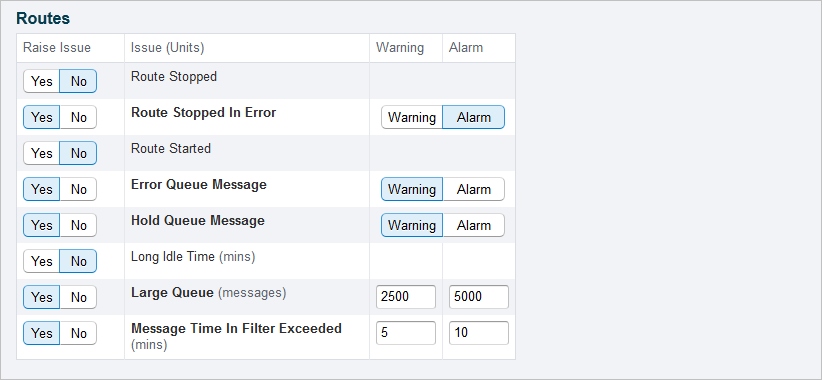 Routes
Raise Issue Issue (Units) Warning Alarm
Yes No Route Stopped
Yes No Route Stopped In Error Warning Alarm
Yes No Route Started
Yes No Error Queue Message Warning Alarm
Yes No Hold Queue Message Warning Alarm
Yes No Long Idle Time (mins)
Yes No Large Queue (messages) 2500 5000
Yes No Message Time In Filter Exceeded 5 10
(mins)